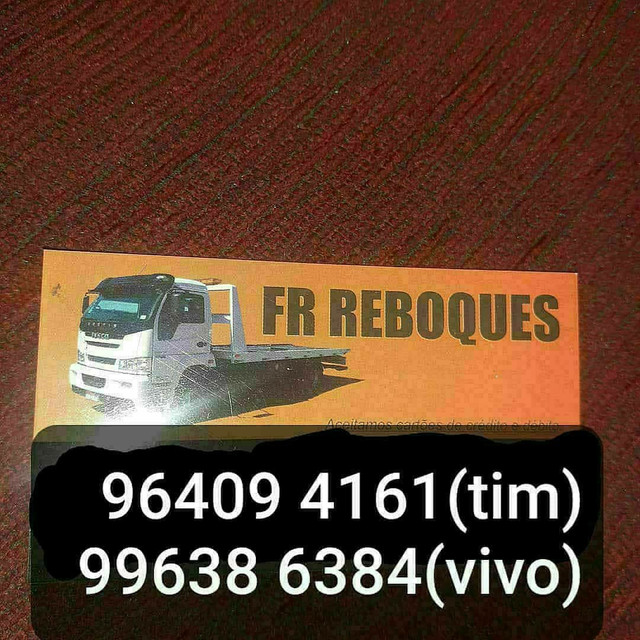 FR REBOQUES
Aceitamos cartões de crédito e débito
96409 4161(tim)
99638 6384(vivo)